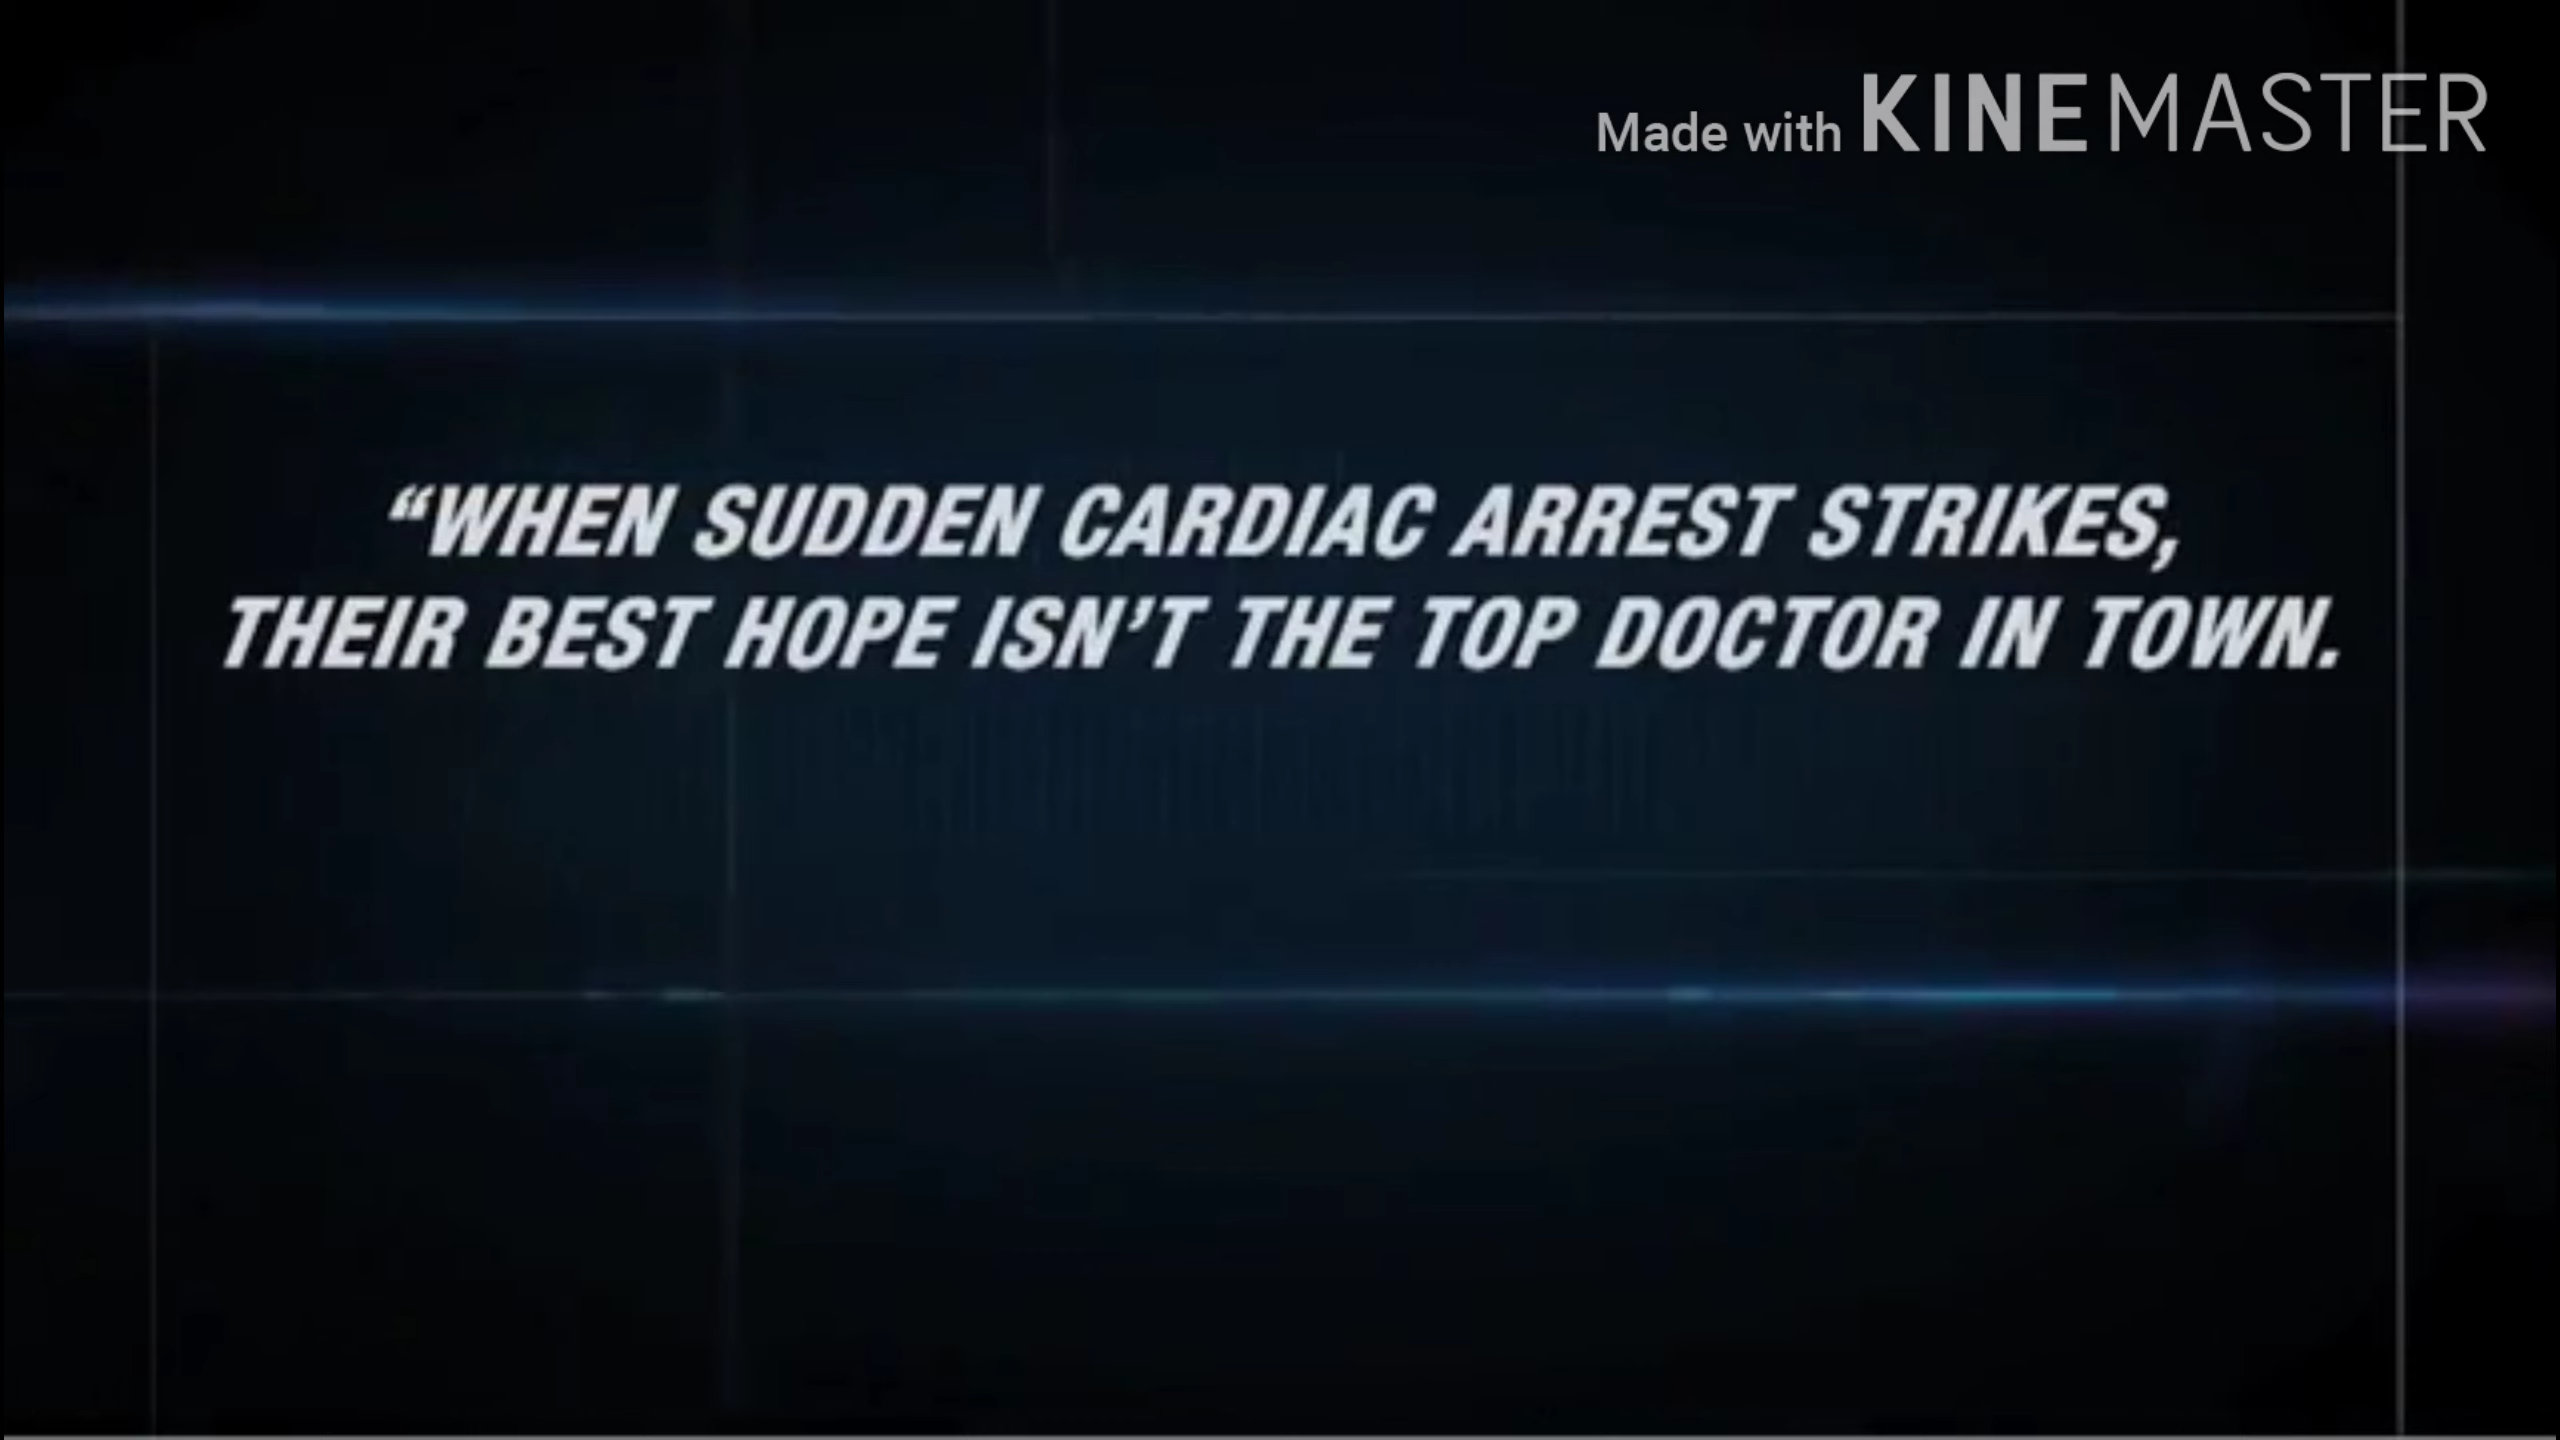 Made with KINEMASTER
“WHEN SUDDEN CARDIAC ARREST STRIKES,
THEIR BEST HOPE ISN’T THE TOP DOCTOR IN TOWN.